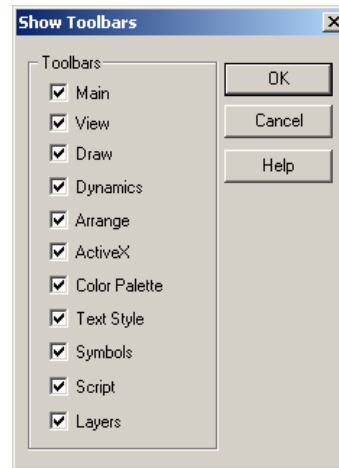 Show Toolbars
Toolbars
Main
View
Draw
Dynamics
Arrange
ActiveX
Color Palette
Text Style
Symbols
Script
Layers
OK
Cancel
Help